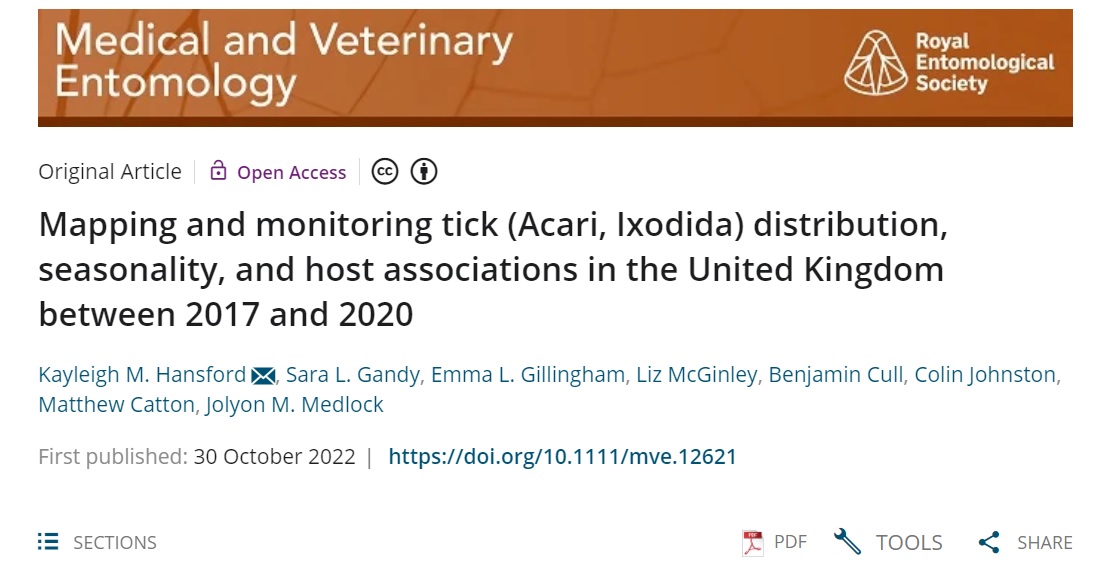 Medical and Veterinary
Entomology
Royal
Entomological
Society
Original Article
Open Access
cc
Mapping and monitoring tick (Acari, Ixodida) distribution,
seasonality, and host associations in the United Kingdom
between 2017 and 2020
Kayleigh M. Hansford, Sara L. Gandy, Emma L. Gillingham, Liz McGinley, Benjamin Cull, Colin Johnston,
Matthew Catton, Jolyon M. Medlock
First published: 30 October 2022 | https://doi.org/10.1111/mve.12621
SECTIONS
PDF
TOOLS
SHARE